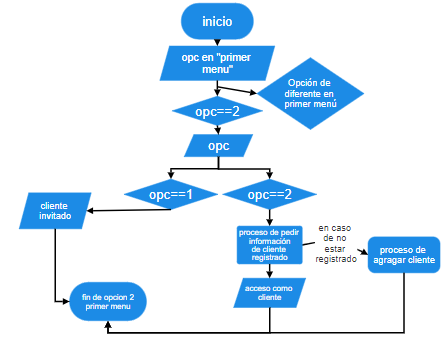 inicio
opc en "primer
menu"
Opción de
diferente en
primer menú
opc==2
opc
opc==1
opc==2
cliente
invitado
proceso de pedir
información
de cliente
registrado
en caso
de no
estar
registrado
proceso de
agragar cliente
acceso como
cliente
fin de opcion 2
primer menu